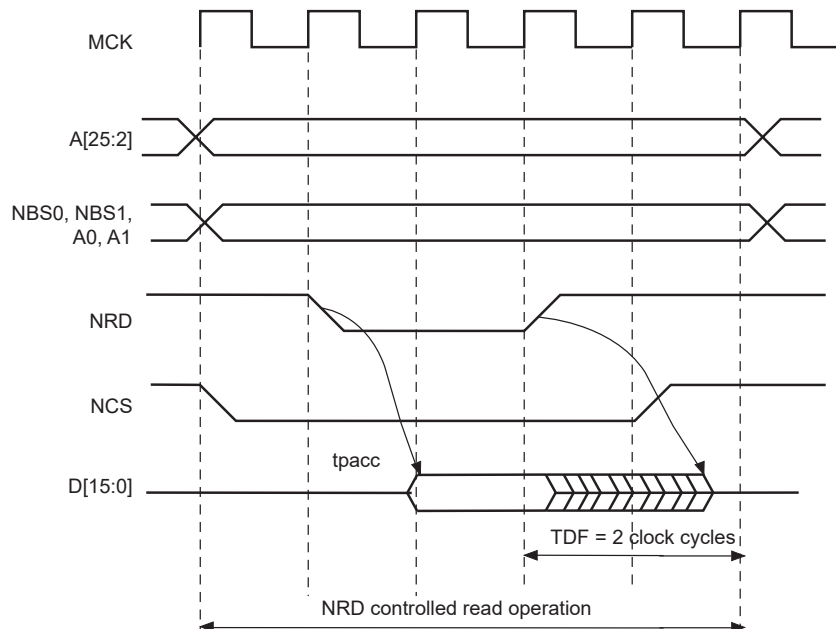 MCK
A[25:2]
NBS0, NBS1,
A0, A1
NRD
NCS
tpacc
D[15:0]
TDF = 2 clock cycles
NRD controlled read operation